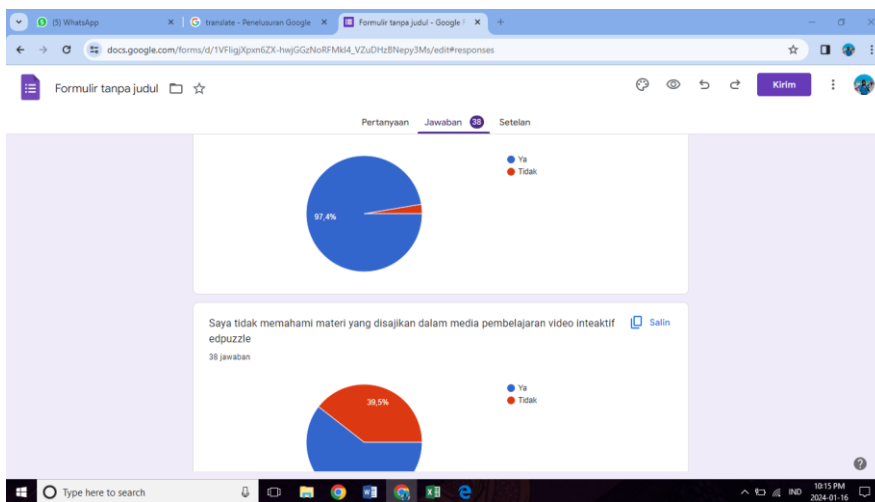 (5) WhatsApp
translate - Penelusuran Google
Formulir tanpa judul - Google F
docs.google.com/forms/d/1VFligjXpxn6ZX-hwjGGzNoRFMkl4_VZuDHz8Nepy3Ms/edit#responses
Formulir tanpa judul
Kirim
Pertanyaan Jawaban 38 Setelan
Ya
Tidak
97,4%
Saya tidak memahami materi yang disajikan dalam media pembelajaran video inteaktif
edpuzzle
Salin
38 jawaban
Ya
Tidak
39,5%
Type here to search
IND
10:15 PM
2024-01-16